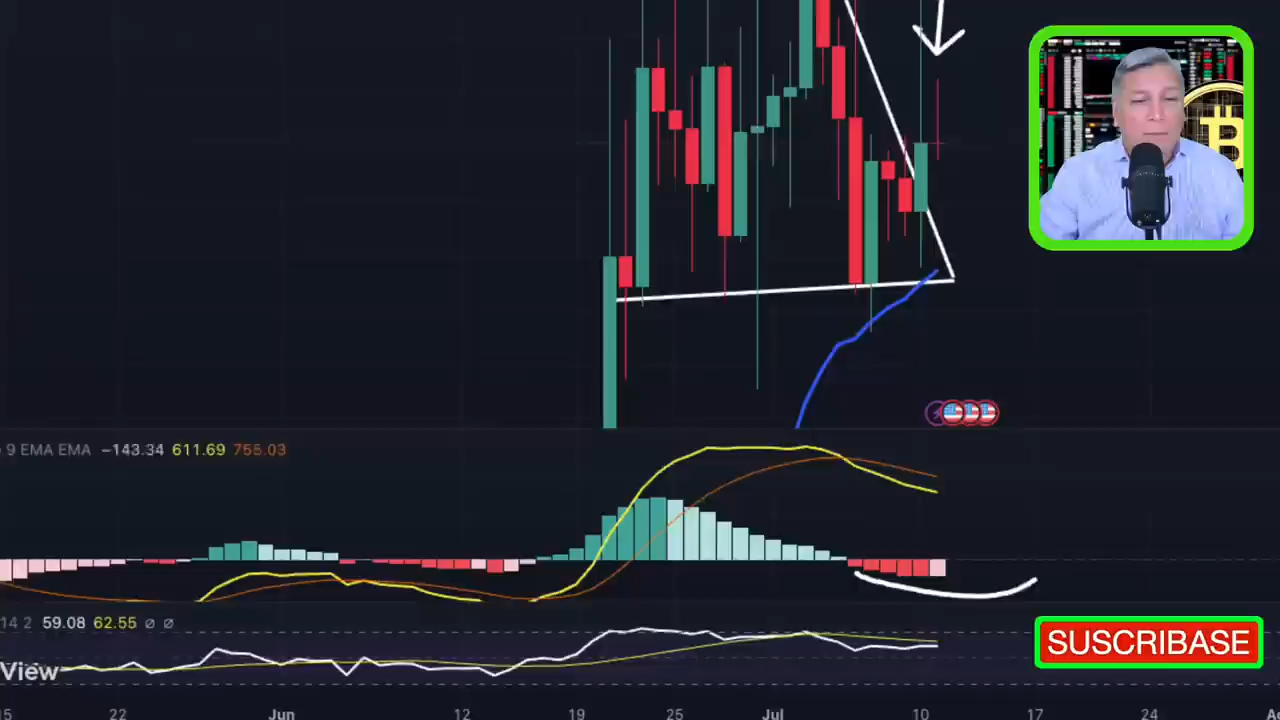 9 EMA EMA −143.34 611.69 755.03
14 2 59.08 62.55 ∅ ∅
SUSCRIBASE
View
15 22 Jun 12 19 25 Jul 10 17 24